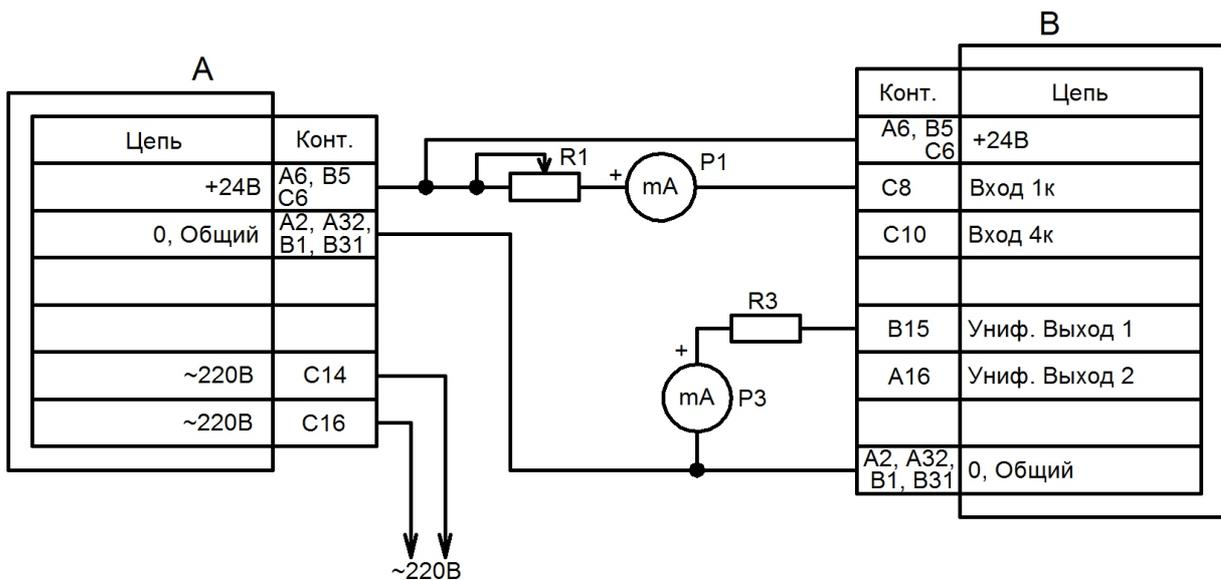 A
Цепь
Конт.
+24В
A6, B5
C6
0, Общий
A2, A32,
B1, B31
~220В
C14
~220В
C16
~220В
R1
+
mA
P1
R3
+
mA
P3
B
Конт.
Цепь
A6, B5
C6
+24В
C8
Вход 1к
C10
Вход 4к
B15
Униф. Выход 1
A16
Униф. Выход 2
A2, A32,
B1, B31
0, Общий